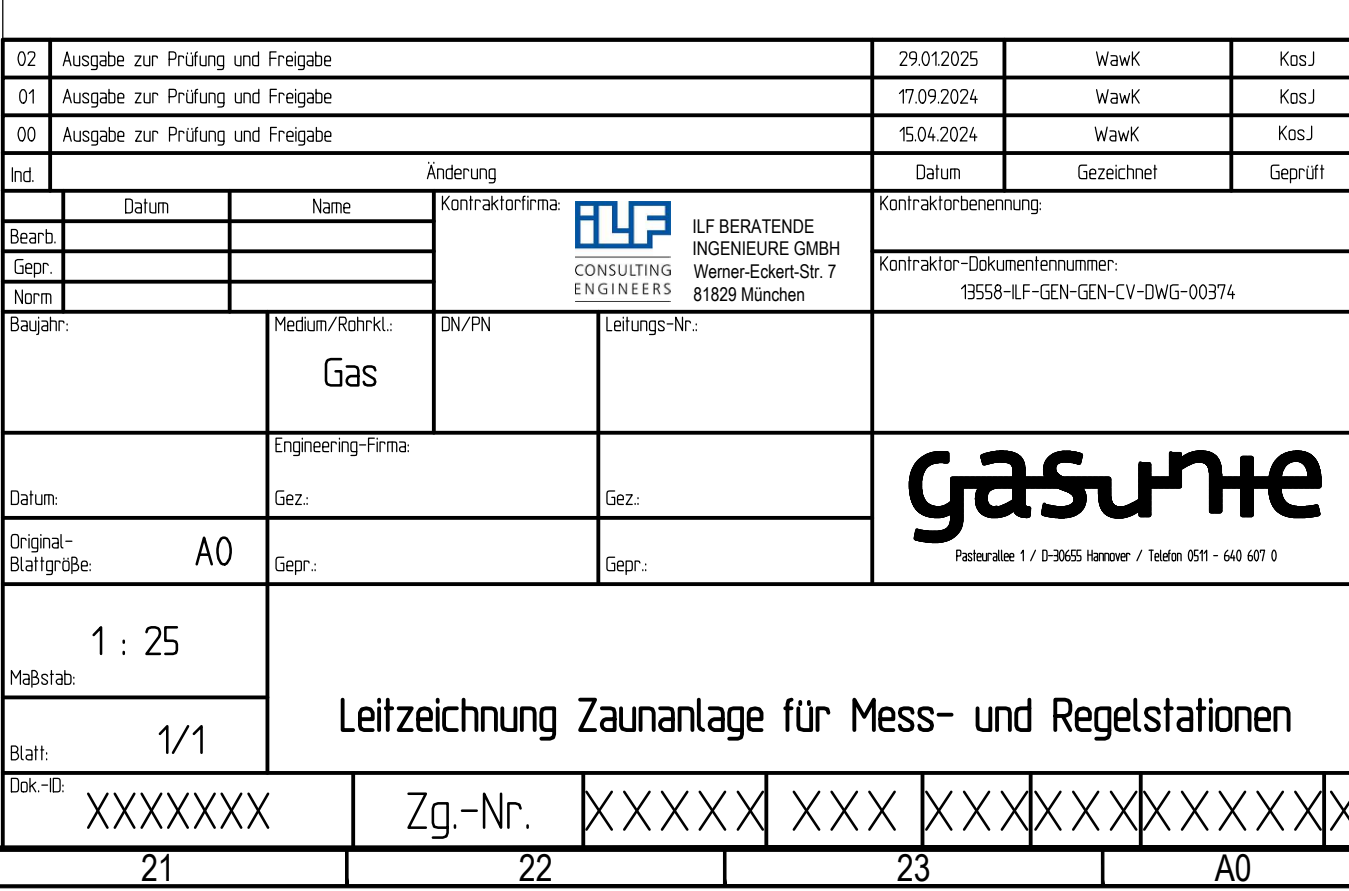 02 Ausgabe zur Prüfung und Freigabe 29.01.2025 WawK KosJ
01 Ausgabe zur Prüfung und Freigabe 17.09.2024 WawK KosJ
00 Ausgabe zur Prüfung und Freigabe 15.04.2024 WawK KosJ
Ind. Änderung Datum Gezeichnet Geprüft
Datum Name
Bearb.
Gepr.
Norm
Kontraktorfirma:
iLF
CONSULTING
ENGINEERS
ILF BERATENDE
INGENIEURE GMBH
Werner-Eckert-Str. 7
81829 München
Kontraktorbenennung:
Kontraktor-Dokumentennummer:
13558-ILF-GEN-GEN-CV-DWG-00374
Baujahr:
Medium/Rohrkl.:
Gas
DN/PN
Leitungs-Nr.:
Datum:
Engineering-Firma:
Gez.:
Gez.:
gasunie
Pasteurallee 1 / D-30655 Hannover / Telefon 0511 - 640 607 0
Original-
Blattgröße: A0
Gepr.:
Gepr.:
1 : 25
Maßstab:
Leitzeichnung Zaunanlage für Mess- und Regelstationen
Blatt: 1/1
Dok.-ID: XXXXXXX Zg.-Nr. XXXXX XXX XXX XXX XXXXX X
21 22 23 A0